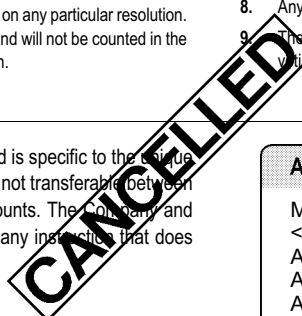 on any particular resolution.
nd will not be counted in the
n.
8. Any
9. The
d is specific to the unique
not transferable between
ounts. The Company and
any instruction that does
A
M
<
A
A
A
CANCELLED